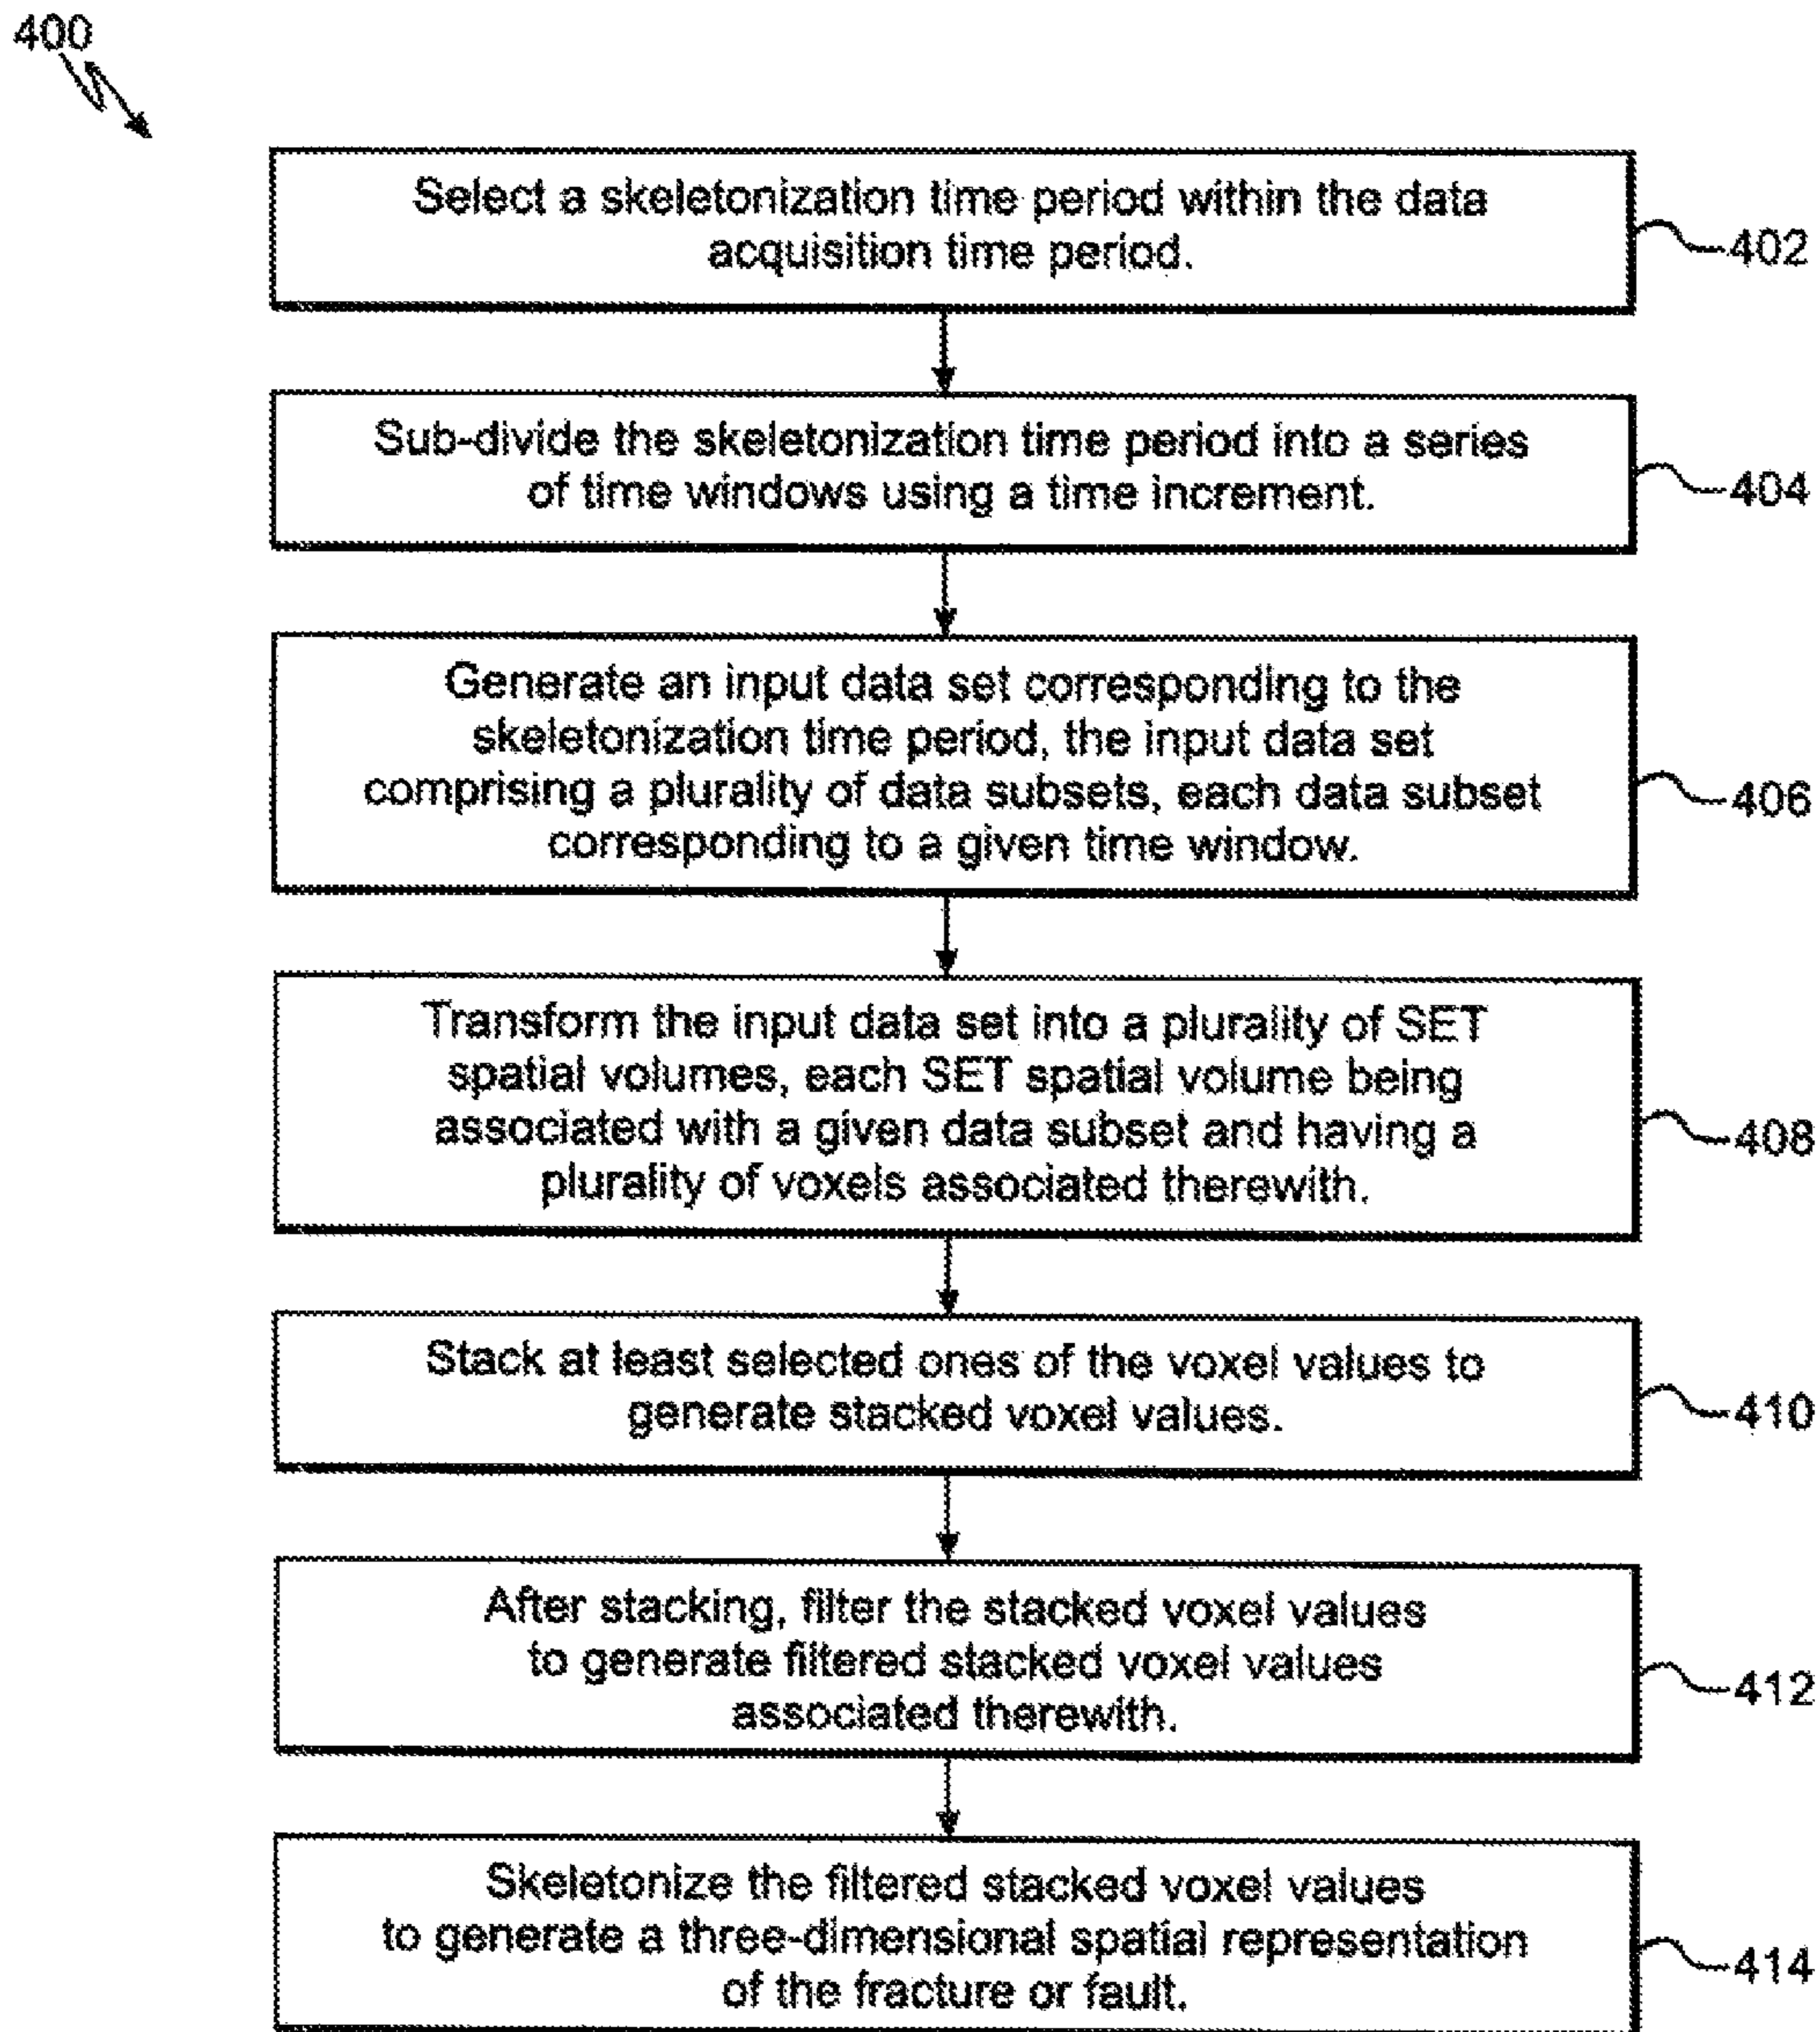 400
Select a skeletonization time period within the data
acquisition time period.
402
Sub-divide the skeletonization time period into a series
of time windows using a time increment.
404
Generate an input data set corresponding to the
skeletonization time period, the input data set
comprising a plurality of data subsets, each data subset
corresponding to a given time window.
406
Transform the input data set into a plurality of SET
spatial volumes, each SET spatial volume being
associated with a given data subset and having a
plurality of voxels associated therewith.
408
Stack at least selected ones of the voxel values to
generate stacked voxel values.
410
After stacking, filter the stacked voxel values
to generate filtered stacked voxel values
associated therewith.
412
Skeletonize the filtered stacked voxel values
to generate a three-dimensional spatial representation
of the fracture or fault.
414